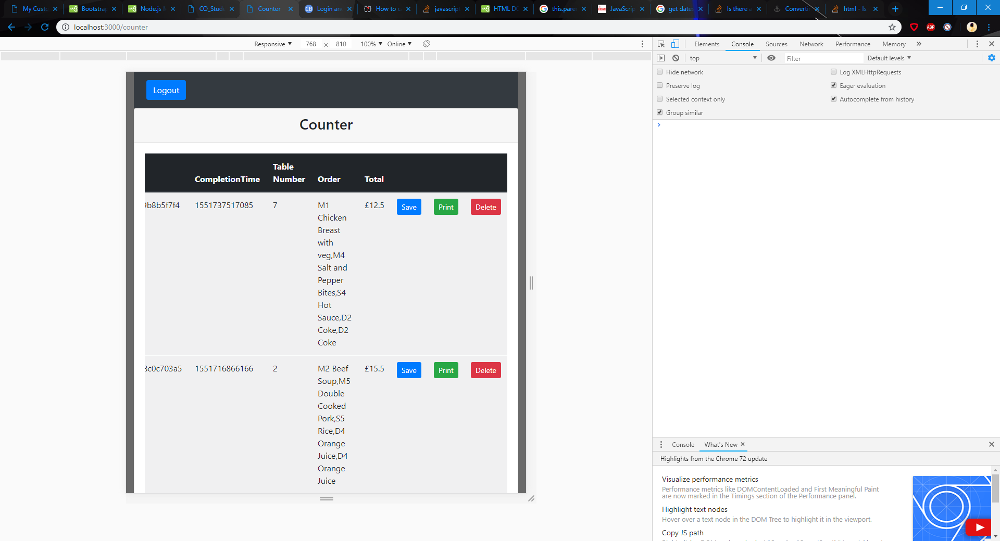 My Custo
Bootstrap
Node.js M
CO_Stude
Counter
Login and
How to c
javascript
HTML DO
this.pare
JavaScrip
get date
Is there a
Converti
html - Is
localhost:3000/counter
ABP
Responsive
768 x 810
100%
Online
Elements
Console
Sources
Network
Performance
Memory
top
Filter
Default levels
Hide network
Log XMLHttpRequests
Preserve log
Eager evaluation
Selected context only
Autocomplete from history
Group similar
Logout
Counter
CompletionTime
Table
Number
Order
Total
9b8b5f7f4
1551737517085
7
M1
Chicken
Breast
with
veg,M4
Salt and
Pepper
Bites,S4
Hot
Sauce,D2
Coke,D2
Coke
£12.5
Save
Print
Delete
3c0c703a5
1551716866166
2
M2 Beef
Soup,M5
Double
Cooked
Pork,S5
Rice,D4
Orange
Juice,D4
Orange
Juice
£15.5
Save
Print
Delete
Console
What's New
Highlights from the Chrome 72 update
Visualize performance metrics
Performance metrics like DOMContentLoaded and First Meaningful Paint
are now marked in the Timings section of the Performance panel.
Highlight text nodes
Hover over a text node in the DOM Tree to highlight it in the viewport.
Copy JS path